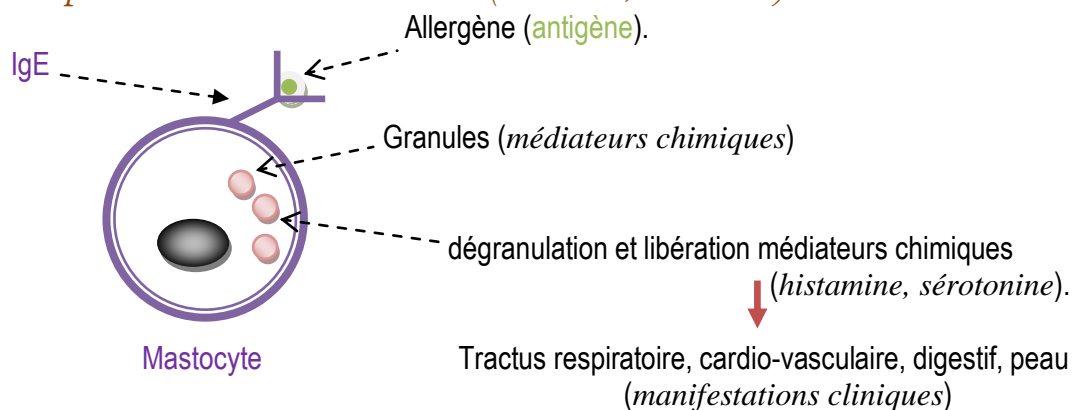 Allergène (antigène).
IgE
Granules (médiateurs chimiques)
dégranulation et libération médiateurs chimiques
(histamine, sérotonine).
Mastocyte
Tractus respiratoire, cardio-vasculaire, digestif, peau
(manifestations cliniques)